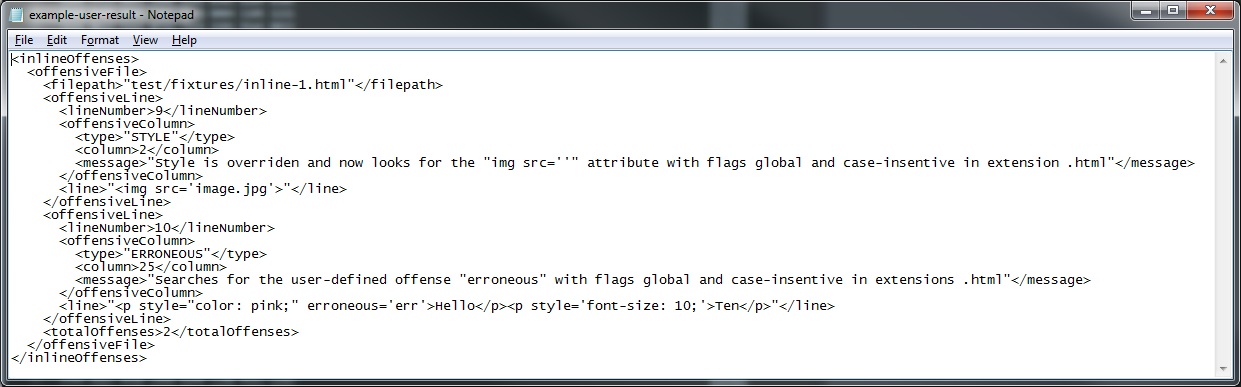 example-user-result - Notepad
File Edit Format View Help
<inlineOffenses>
  <offensiveFile>
    <filepath>"test/fixtures/inline-1.html"</filepath>
    <offensiveLine>
      <lineNumber>9</lineNumber>
      <offensiveColumn>
        <type>"STYLE"</type>
        <column>2</column>
        <message>"Style is overriden and now looks for the "img src=''" attribute with flags global and case-insentive in extension .html"</message>
      </offensiveColumn>
      <line>"<img src='image.jpg'>"</line>
    </offensiveLine>
    <offensiveLine>
      <lineNumber>10</lineNumber>
      <offensiveColumn>
        <type>"ERRONEOUS"</type>
        <column>25</column>
        <message>"Searches for the user-defined offense "erroneous" with flags global and case-insentive in extensions .html"</message>
      </offensiveColumn>
      <line>"<p style="color: pink;" erroneous='err'>Hello</p><p style='font-size: 10;'>Ten</p>"</line>
    </offensiveLine>
    <totalOffenses>2</totalOffenses>
  </offensiveFile>
</inlineOffenses>